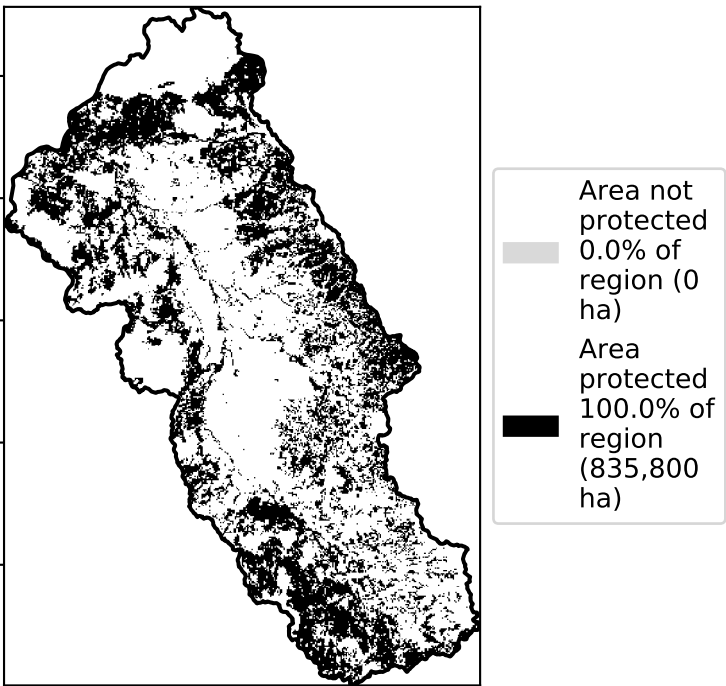 Area not
protected
0.0% of
region (0
ha)
Area
protected
100.0% of
region
(835,800
ha)